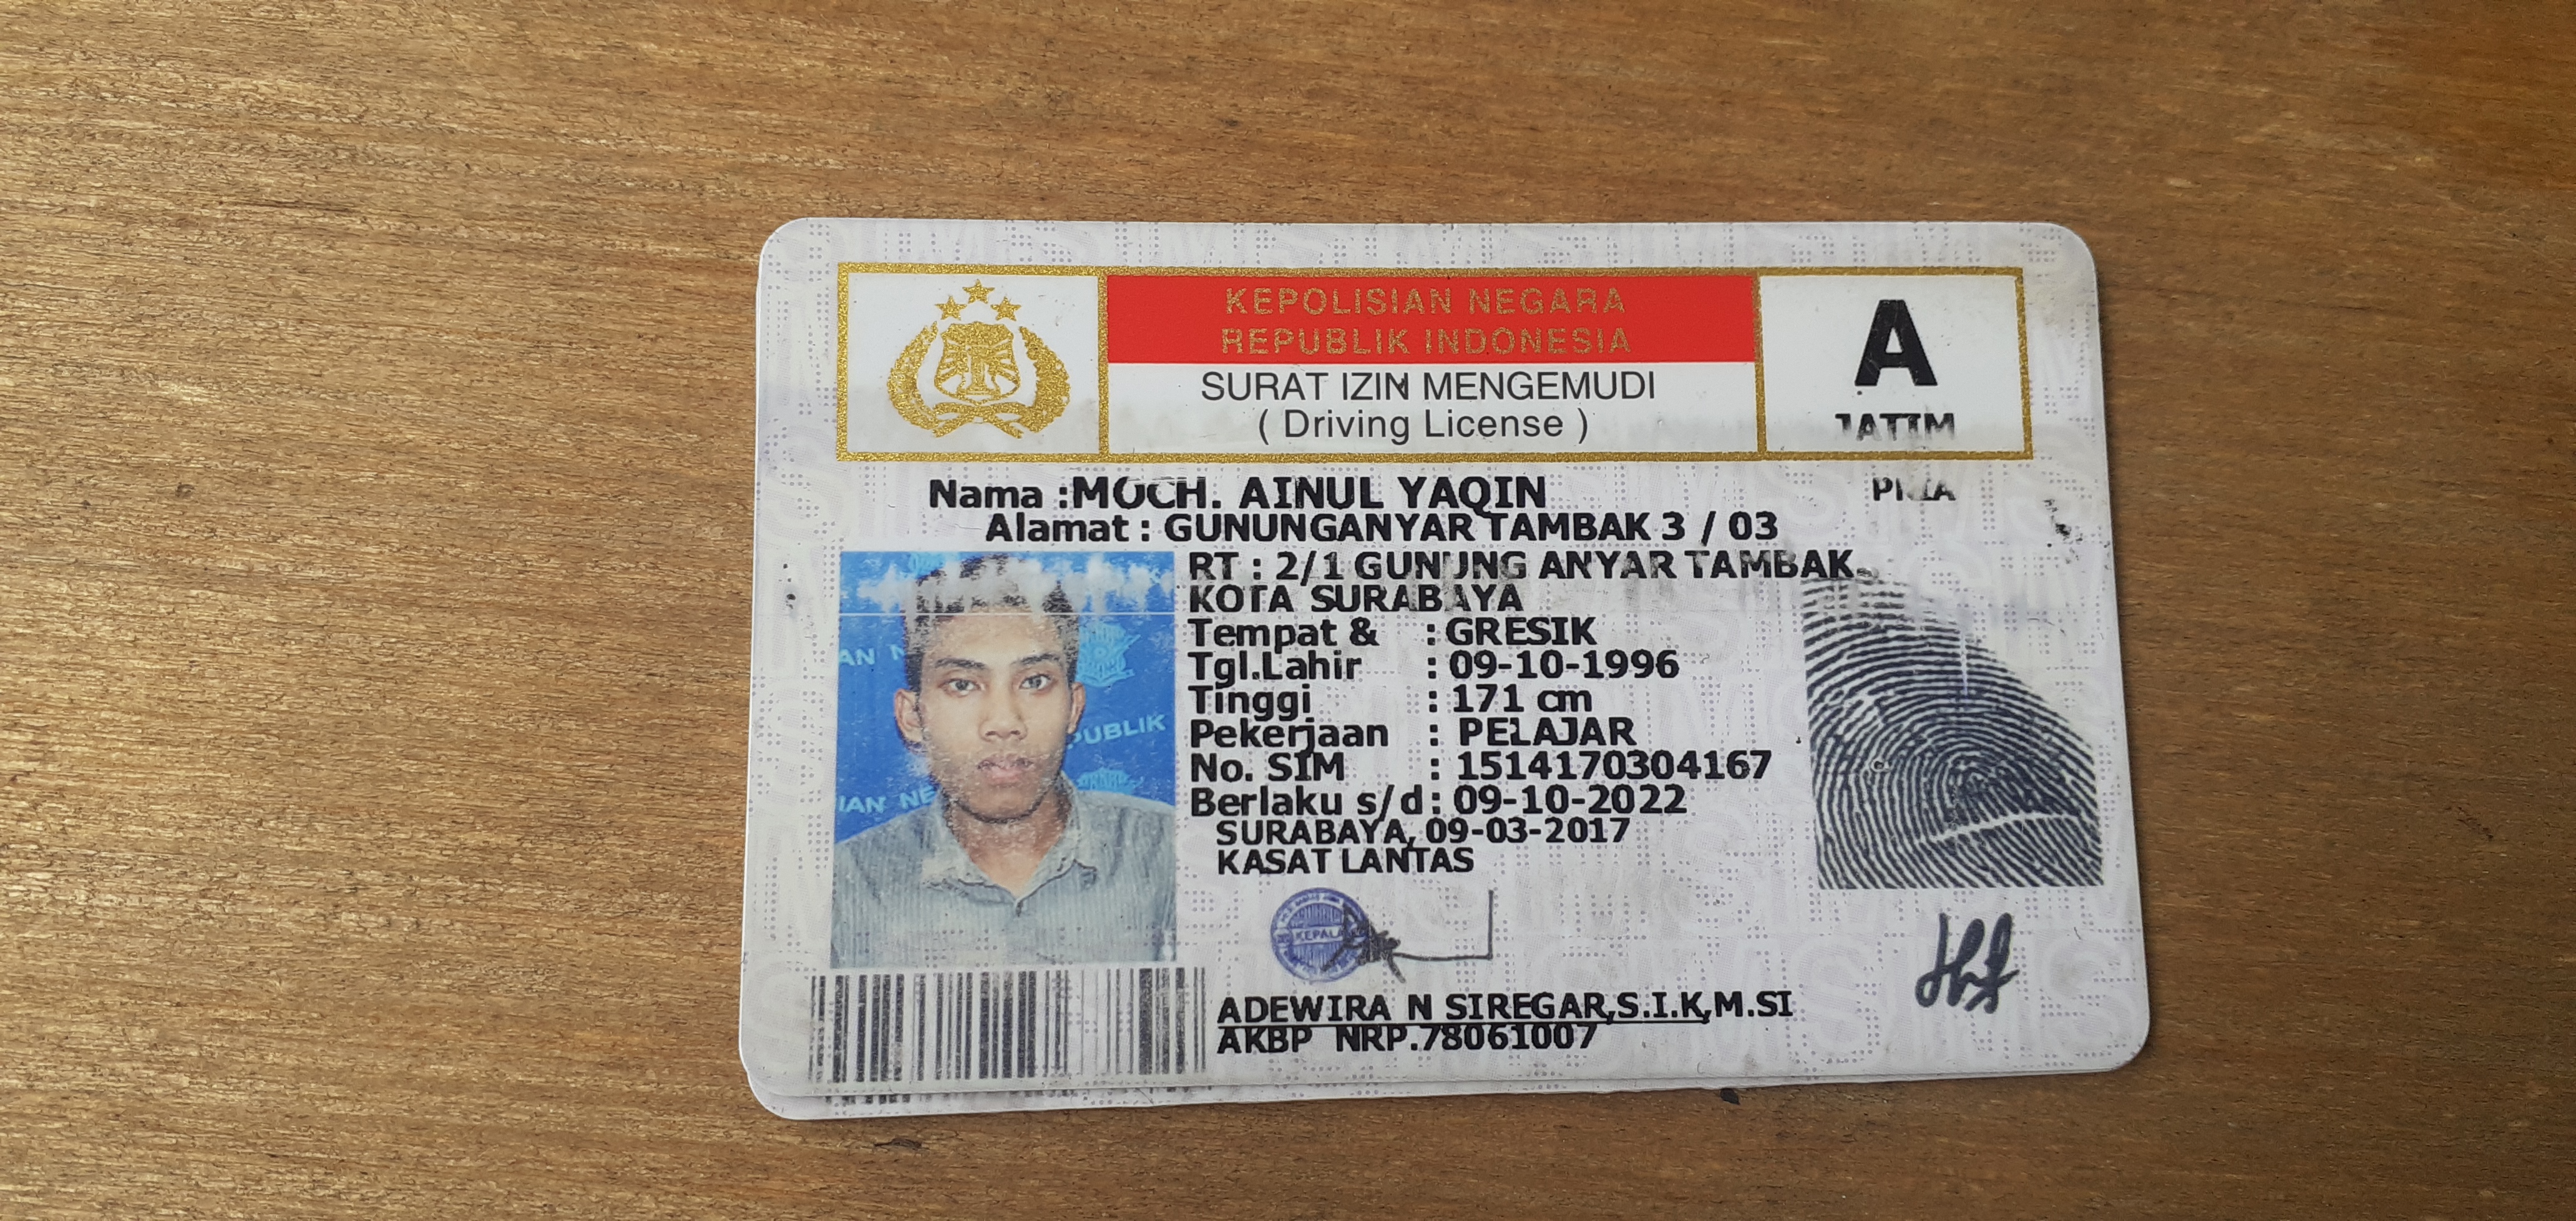 KEPOLISIAN NEGARA
REPUBLIK INDONESIA
SURAT IZIN MENGEMUDI
( Driving License )
A
JATIM
Nama :MOCH. AINUL YAQIN
PRIA
Alamat : GUNUNGANYAR TAMBAK 3 / 03
RT : 2/1 GUNUNG ANYAR TAMBAK
KOTA SURABAYA
Tempat & : GRESIK
Tgl.Lahir : 09-10-1996
Tinggi : 171 cm
Pekerjaan : PELAJAR
No. SIM : 1514170304167
Berlaku s/d : 09-10-2022
SURABAYA, 09-03-2017
KASAT LANTAS
ADEWIRA N SIREGAR,S.I.K,M.SI
AKBP NRP.78061007